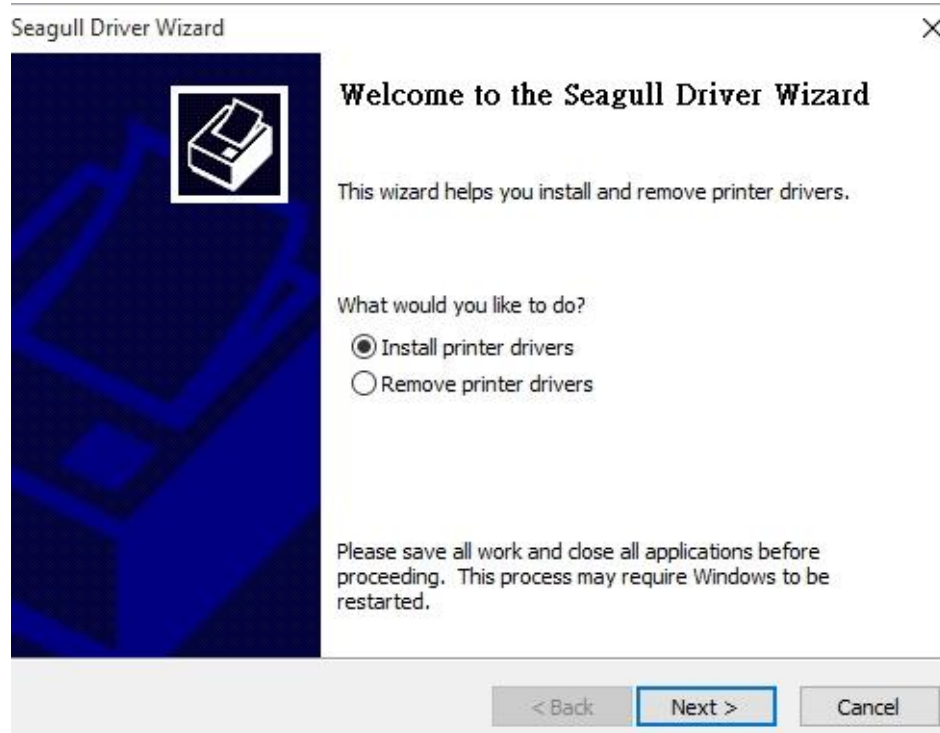 Seagull Driver Wizard
Welcome to the Seagull Driver Wizard
This wizard helps you install and remove printer drivers.
What would you like to do?
Install printer drivers
Remove printer drivers
Please save all work and close all applications before
proceeding.  This process may require Windows to be
restarted.
< Back
Next >
Cancel